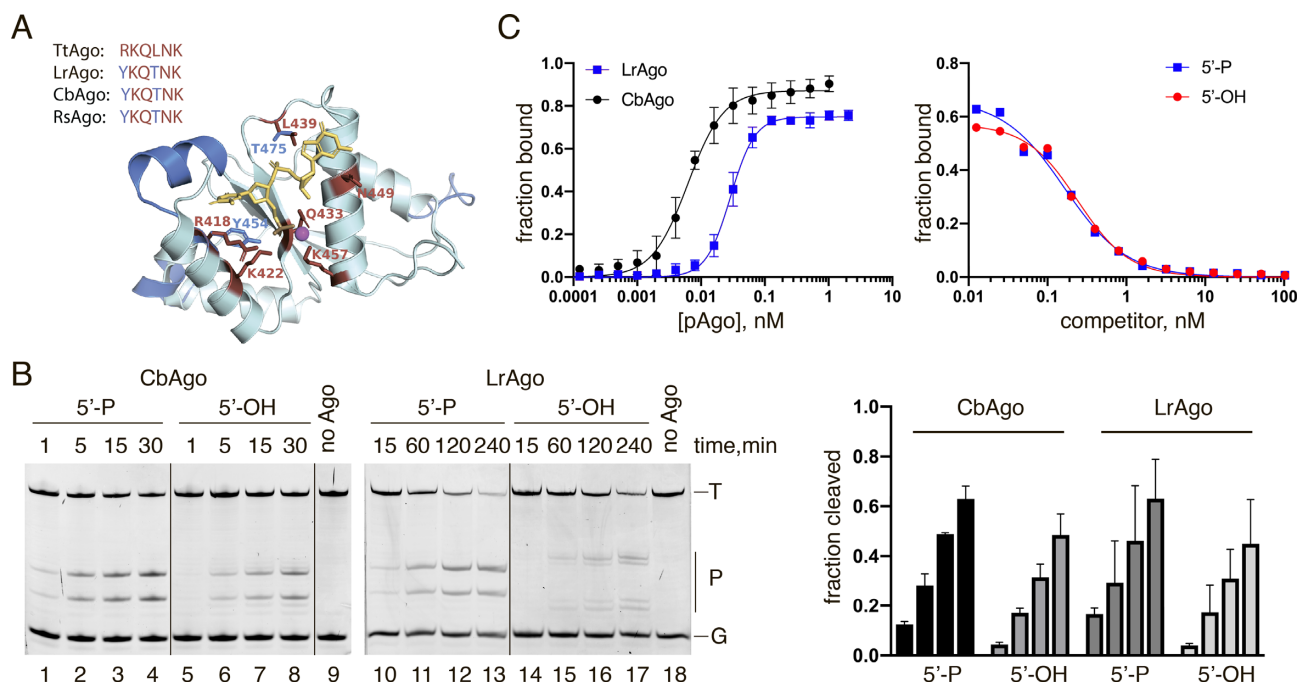 A
TtAgo: RKQLNK
LrAgo: YKQTNK
CbAgo: YKQTNK
RsAgo: YKQTNK
L439
T475
N449
R418 Y454 Q433
K422 K457
C
fraction bound
1.0
0.8
0.6
0.4
0.2
0.0
LrAgo
CbAgo
0.0001 0.001 0.01 0.1 1 10
[pAgo], nM
fraction bound
0.8
0.6
0.4
0.2
0.0
5’-P
5’-OH
0.01 0.1 1 10 100
competitor, nM
B
CbAgo
5’-P 5’-OH no Ago
1 5 15 30 1 5 15 30
LrAgo
5’-P 5’-OH no Ago
15 60 120 240 15 60 120 240 time,min
T
P
G
1 2 3 4 5 6 7 8 9 10 11 12 13 14 15 16 17 18
fraction cleaved
1.0
0.8
0.6
0.4
0.2
0.0
CbAgo LrAgo
5’-P 5’-OH 5’-P 5’-OH